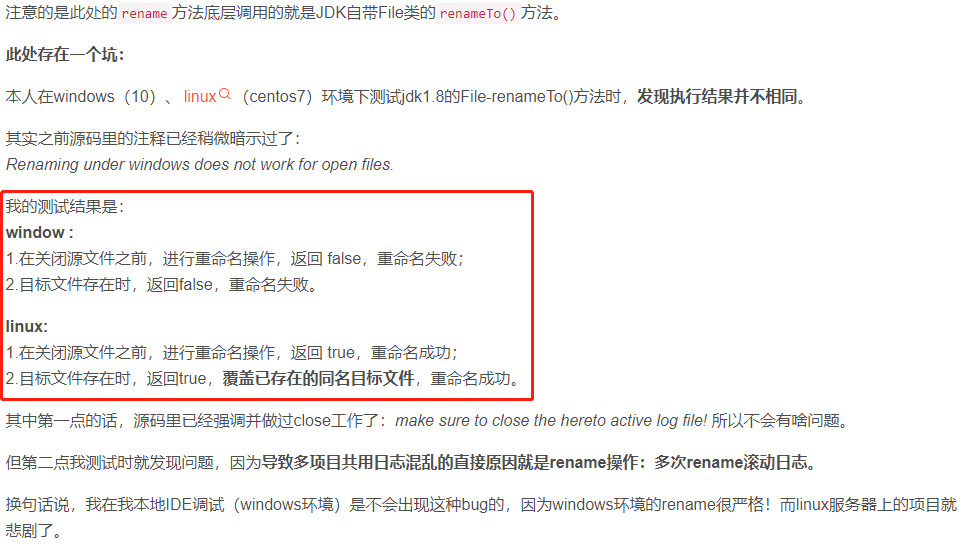 注意的是此处的 rename 方法底层调用的就是JDK自带File类的 renameTo() 方法。
此处存在一个坑：
本人在windows（10）、 linux（centos7）环境下测试jdk1.8的File-renameTo()方法时，发现执行结果并不相同。
其实之前源码里的注释已经稍微暗示过了：
Renaming under windows does not work for open files.
我的测试结果是：
window :
1.在关闭源文件之前，进行重命名操作，返回 false，重命名失败；
2.目标文件存在时，返回false，重命名失败。
linux:
1.在关闭源文件之前，进行重命名操作，返回 true，重命名成功；
2.目标文件存在时，返回true，覆盖已存在的同名目标文件，重命名成功。
其中第一点的话，源码里已经强调并做过close工作了：make sure to close the hereto active log file! 所以不会有啥问题。
但第二点我测试时就发现问题，因为导致多项目共用日志混乱的直接原因就是rename操作：多次rename滚动日志。
换句话说，我在我本地IDE调试（windows环境）是不会出现这种bug的，因为windows环境的rename很严格！而linux服务器上的项目就
悲剧了。